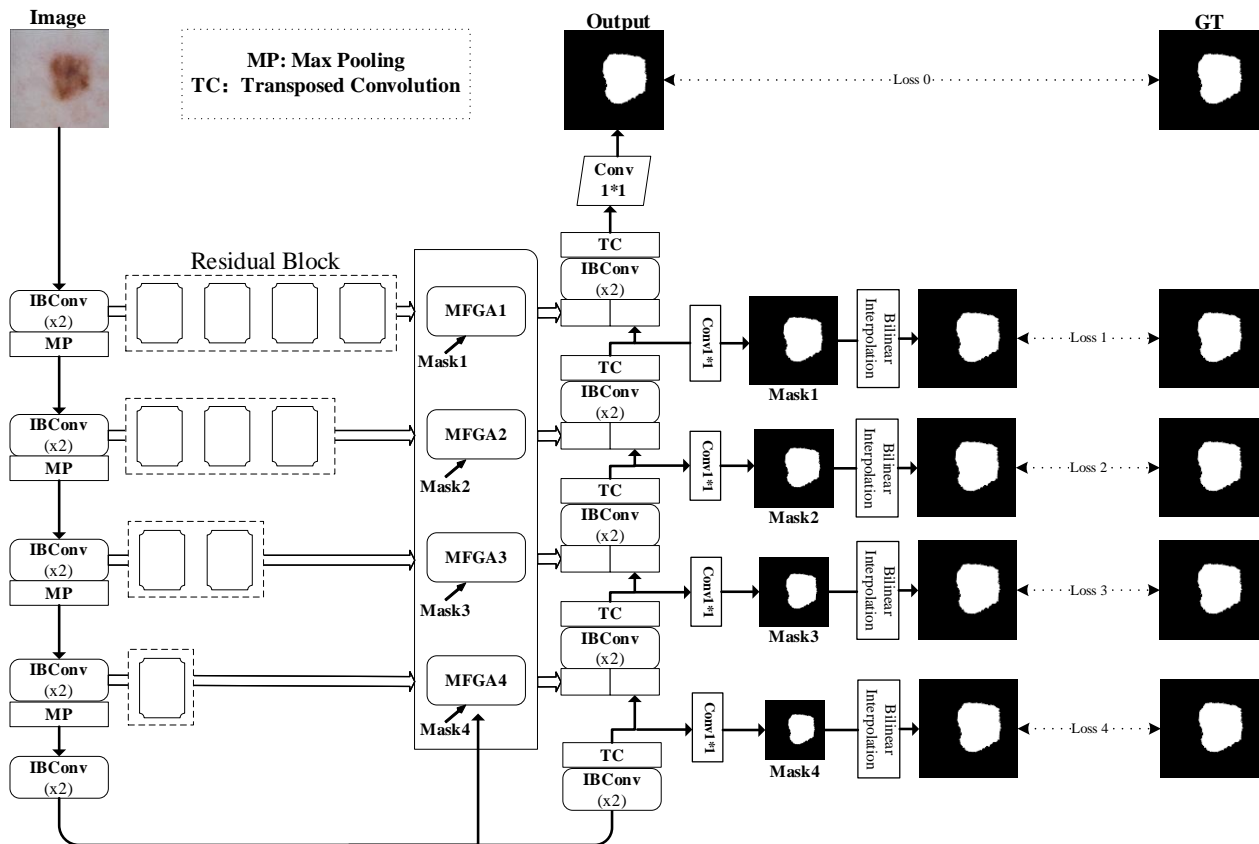 Image
Output
GT
MP: Max Pooling
TC: Transposed Convolution
Loss 0
Conv
1*1
TC
Residual Block
IBConv
(x2)
IBConv
(x2)
MP
MFGA1
Mask1
Conv1*1
Mask1
Bilinear
Interpolation
Loss 1
TC
IBConv
(x2)
IBConv
(x2)
MP
MFGA2
Mask2
Conv1*1
Mask2
Bilinear
Interpolation
Loss 2
TC
IBConv
(x2)
IBConv
(x2)
MP
MFGA3
Mask3
Conv1*1
Mask3
Bilinear
Interpolation
Loss 3
TC
IBConv
(x2)
IBConv
(x2)
MP
MFGA4
Mask4
Conv1*1
Mask4
Bilinear
Interpolation
Loss 4
TC
IBConv
(x2)
IBConv
(x2)